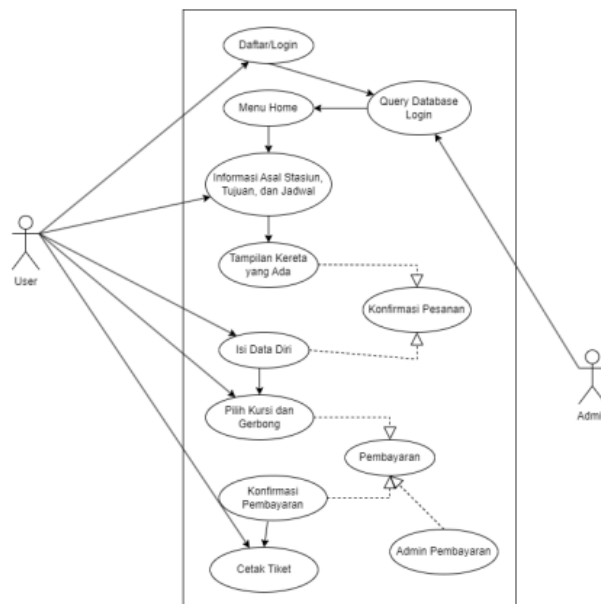 Daftar/Login
Query Database
Login
Menu Home
Informasi Asal Stasiun,
Tujuan, dan Jadwal
User
Tampilan Kereta
yang Ada
Konfirmasi Pesanan
Isi Data Diri
Pilih Kursi dan
Gerbong
Admi
Pembayaran
Konfirmasi
Pembayaran
Admin Pembayaran
Cetak Tiket